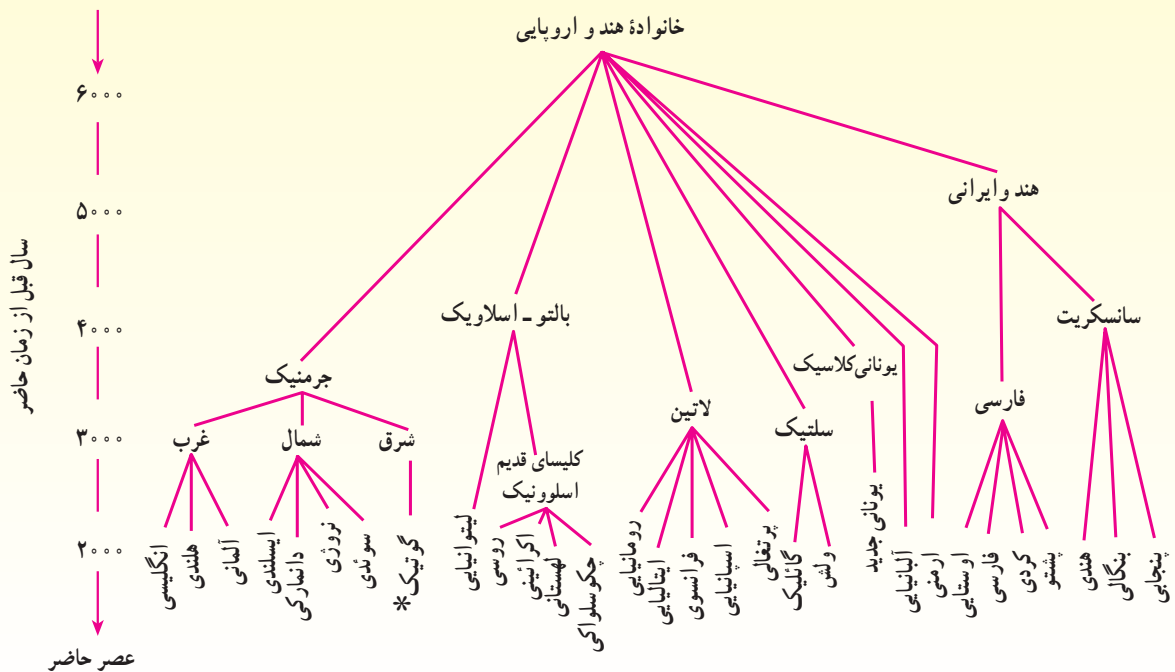 خانوادهٔ هند و اروپایی
سال قبل از زمان حاضر
۶۰۰۰
۵۰۰۰
۴۰۰۰
۳۰۰۰
۲۰۰۰
عصر حاضر
هند و ایرانی
سانسکریت
پنجابی
بنگالی
هندی
فارسی
پشتو
کردی
فارسی
اوستایی
ارمنی
آلبانیایی
یونانی کلاسیک
یونانی جدید
سلتیک
ولش
گائلیک
لاتین
پرتغالی
اسپانیایی
فرانسوی
ایتالیایی
رومانیایی
بالتو - اسلاویک
کلیسای قدیم
اسلوونیک
چکوسلواکی
لهستانی
اکراینی
روسی
لیتوانیایی
جرمنیک
شرق
گوتیک*
شمال
سوئدی
نروژی
دانمارکی
ایسلندی
غرب
آلمانی
هلندی
انگلیسی